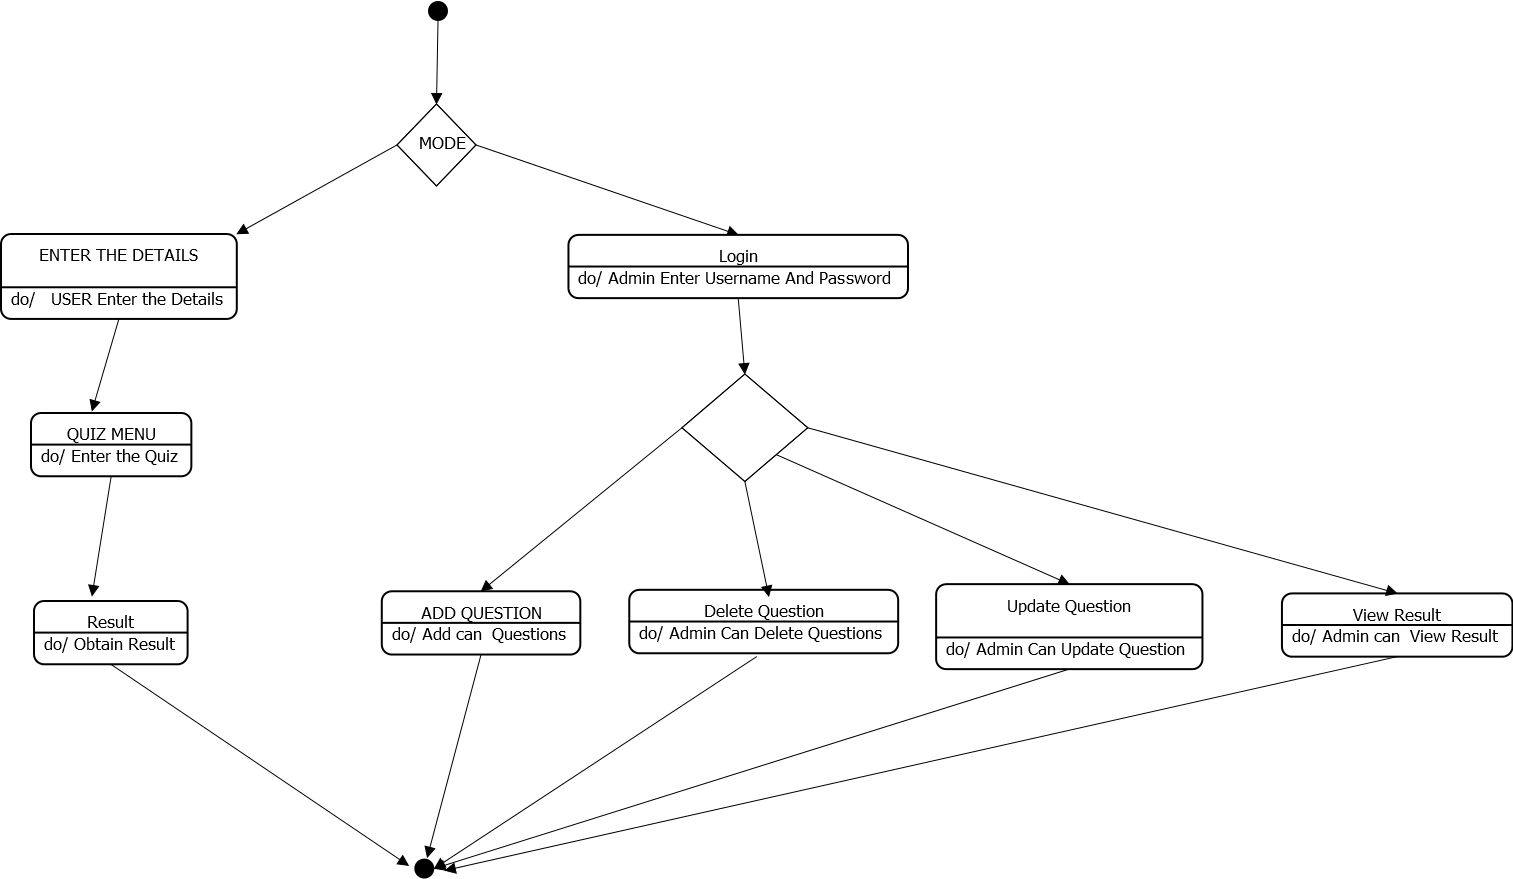 MODE
ENTER THE DETAILS
do/ USER Enter the Details
Login
do/ Admin Enter Username And Password
QUIZ MENU
do/ Enter the Quiz
Result
do/ Obtain Result
ADD QUESTION
do/ Add can Questions
Delete Question
do/ Admin Can Delete Questions
Update Question
do/ Admin Can Update Question
View Result
do/ Admin can View Result